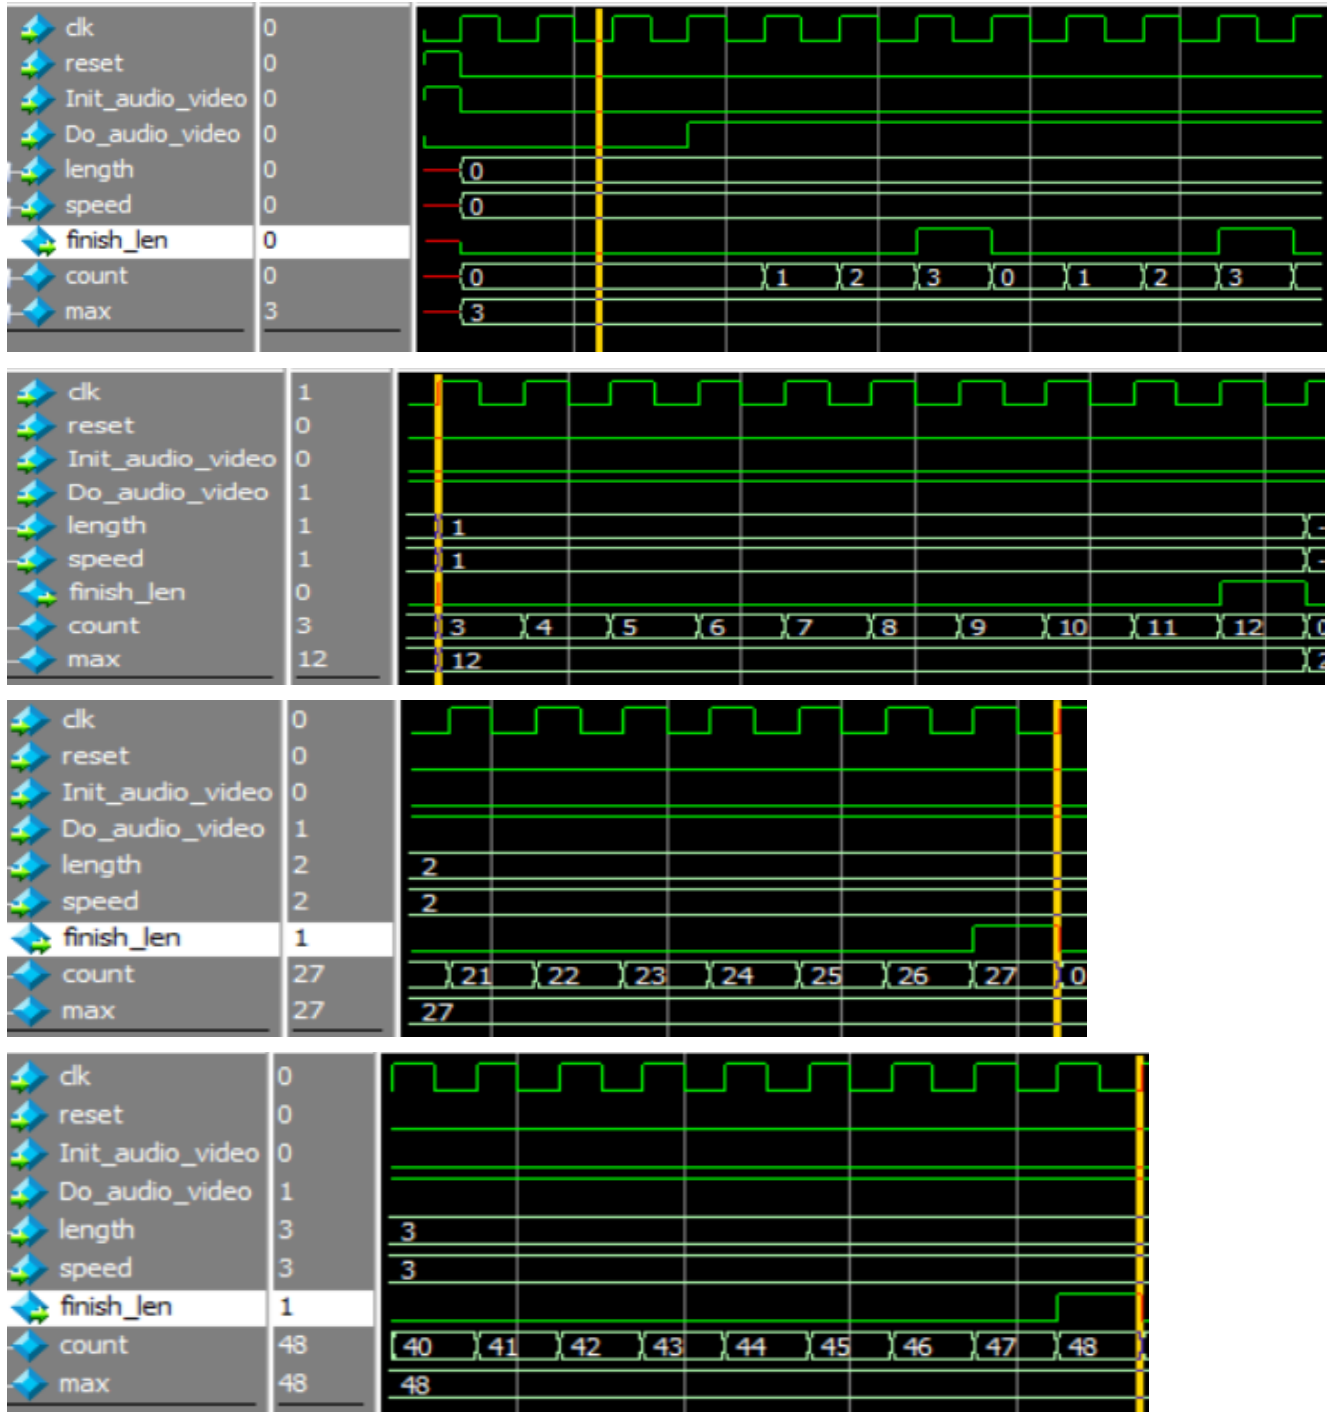 clk 0
reset 0
Init_audio_video 0
Do_audio_video 0
length 0 0
speed 0 0
finish_len 0
count 0 0 1 2 3 0 1 2 3
max 3 3
clk 1
reset 0
Init_audio_video 0
Do_audio_video 1
length 1 1
speed 1 1
finish_len 0
count 3 3 4 5 6 7 8 9 10 11 12
max 12 12
clk 0
reset 0
Init_audio_video 0
Do_audio_video 1
length 2 2
speed 2 2
finish_len 1
count 27 21 22 23 24 25 26 27 0
max 27 27
clk 0
reset 0
Init_audio_video 0
Do_audio_video 1
length 3 3
speed 3 3
finish_len 1
count 48 40 41 42 43 44 45 46 47 48
max 48 48